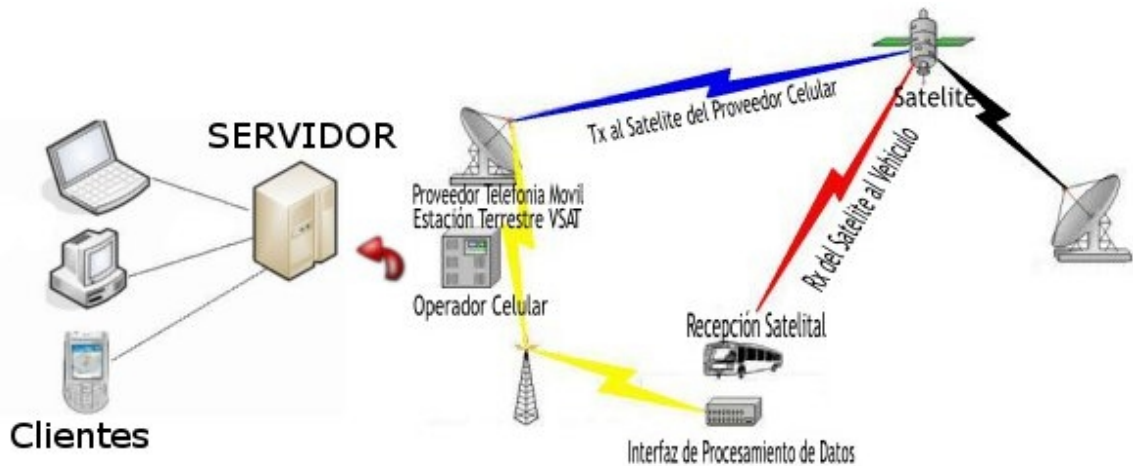 SERVIDOR
Clientes
Proveedor Telefonia Movil
Estación Terrestre VSAT
Operador Celular
Tx al Satelite del Proveedor Celular
Satelite
Rx del Satelite al Vehiculo
Recepción Satelital
Interfaz de Procesamiento de Datos